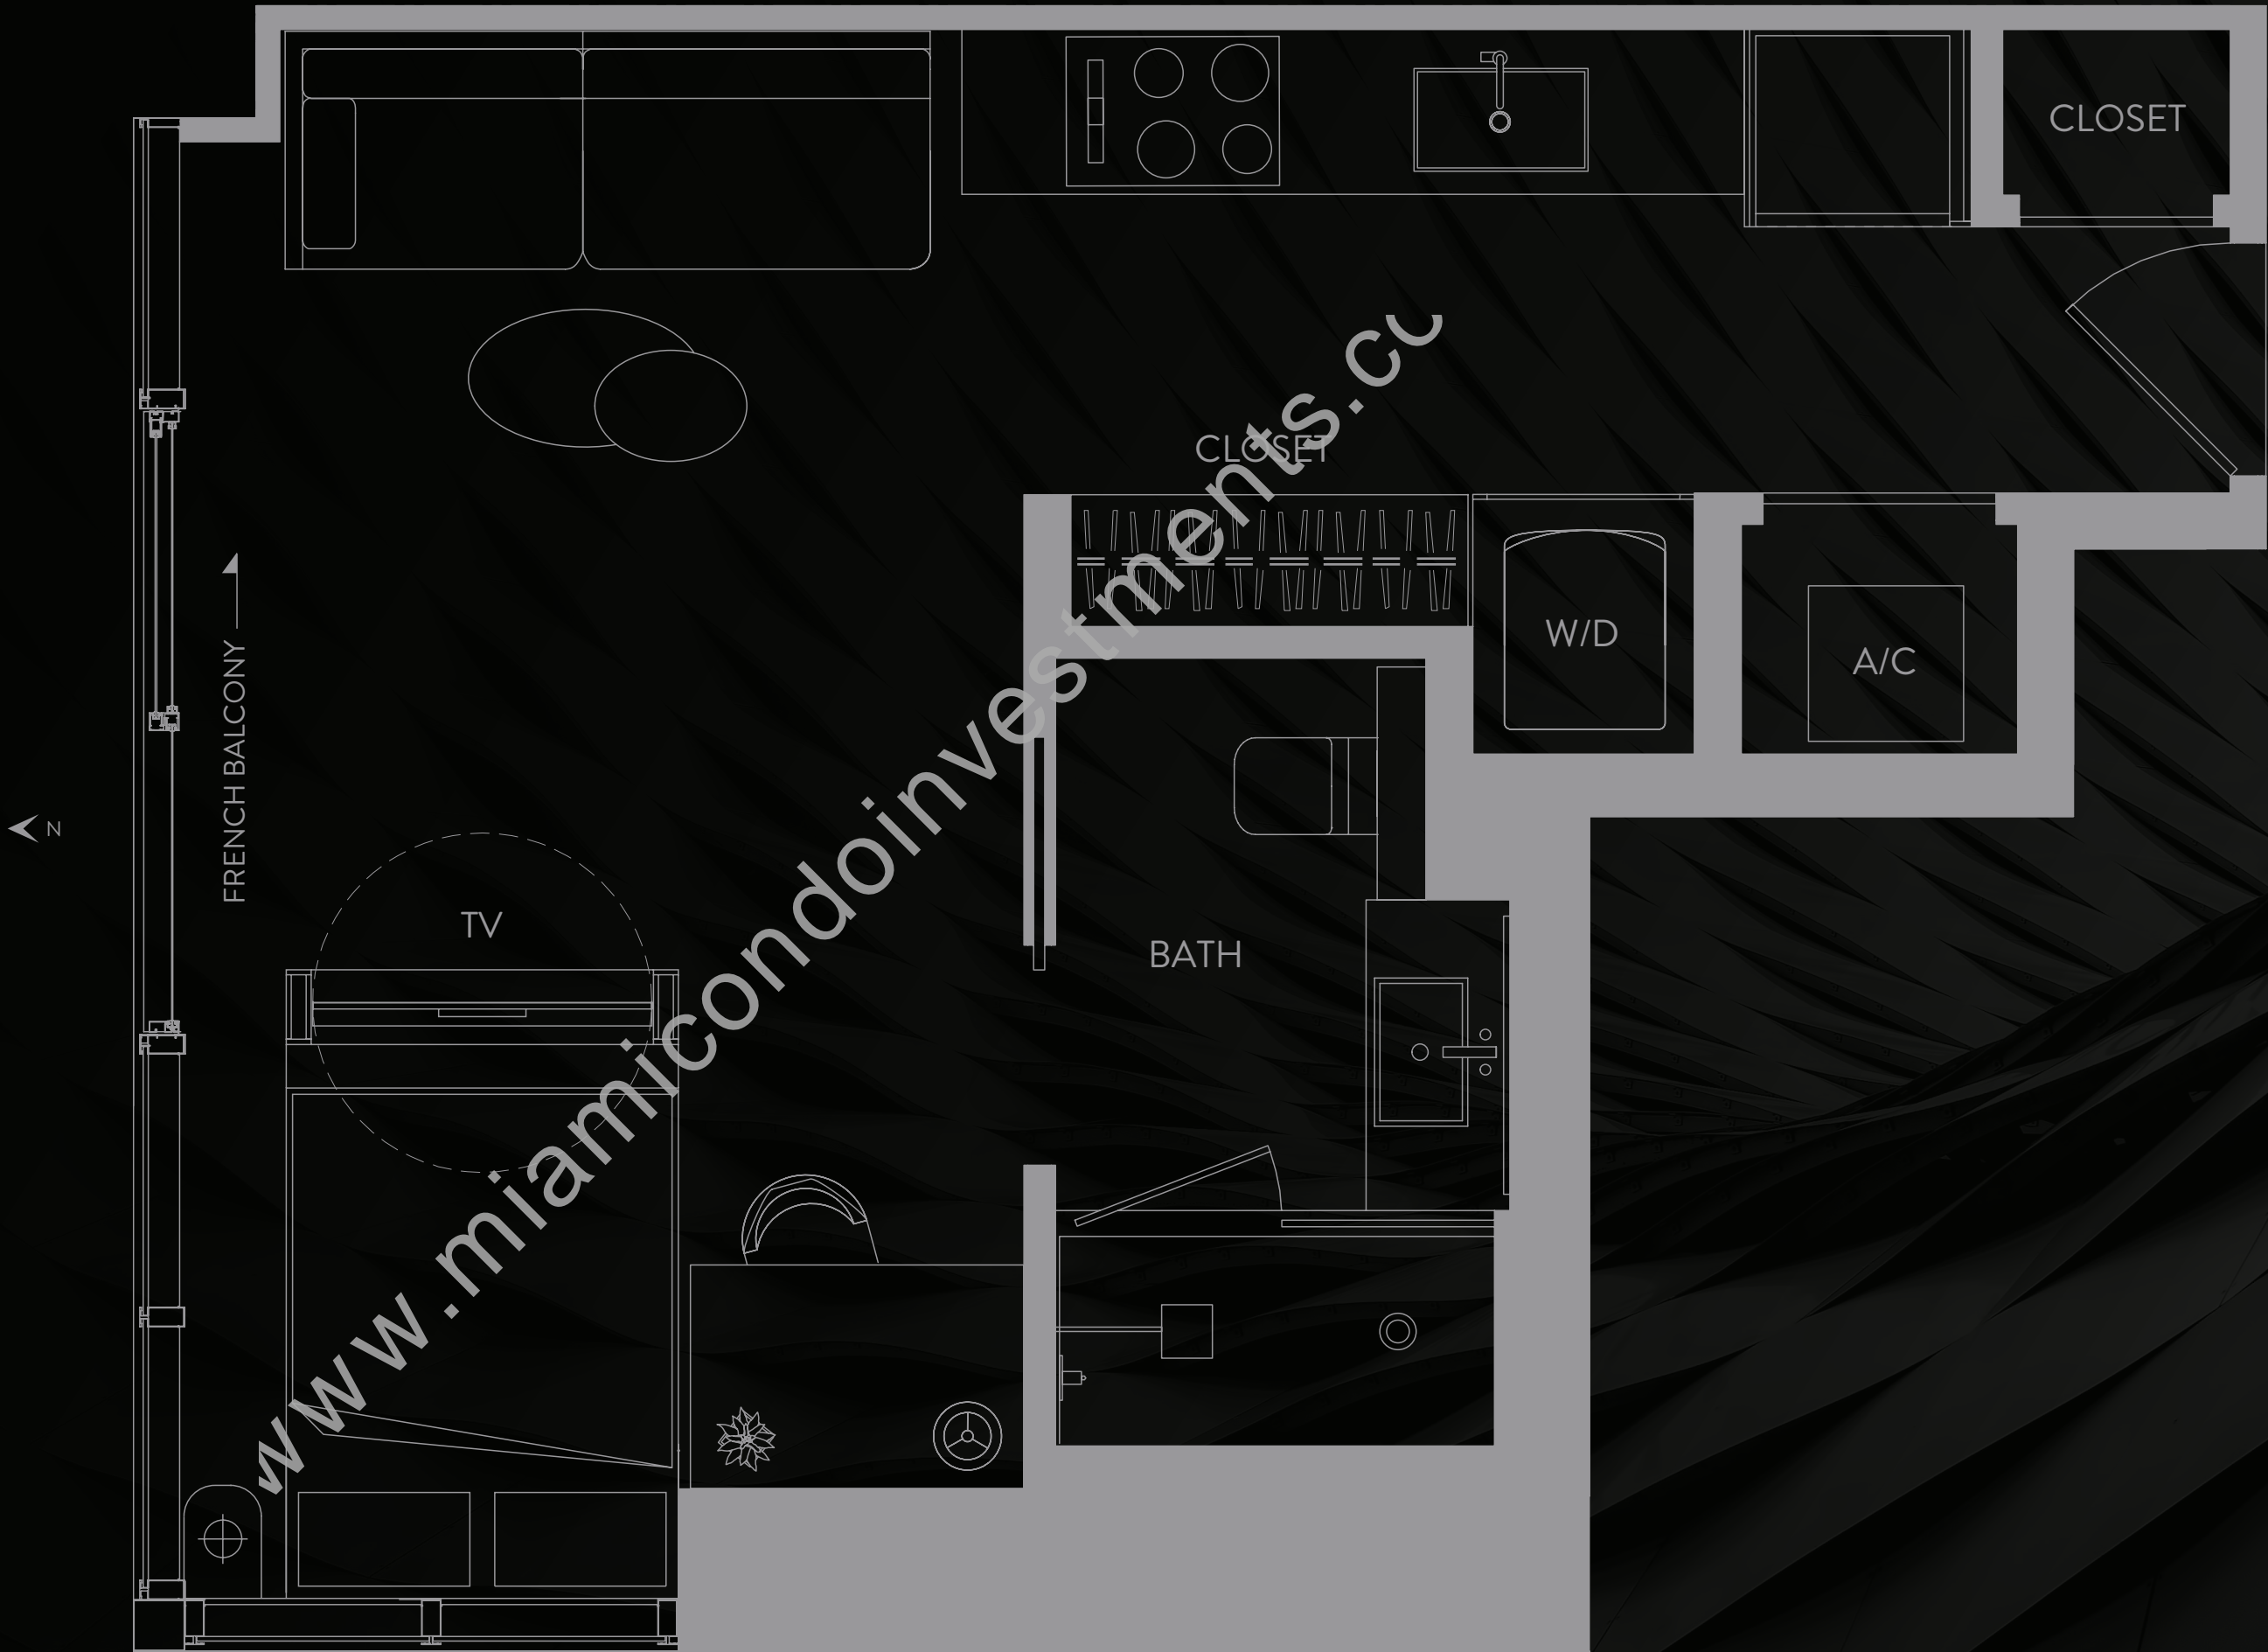 CLOSET
CLOSET
W/D
A/C
FRENCH BALCONY
N
TV
BATH
www.miamicondoinvestments.co